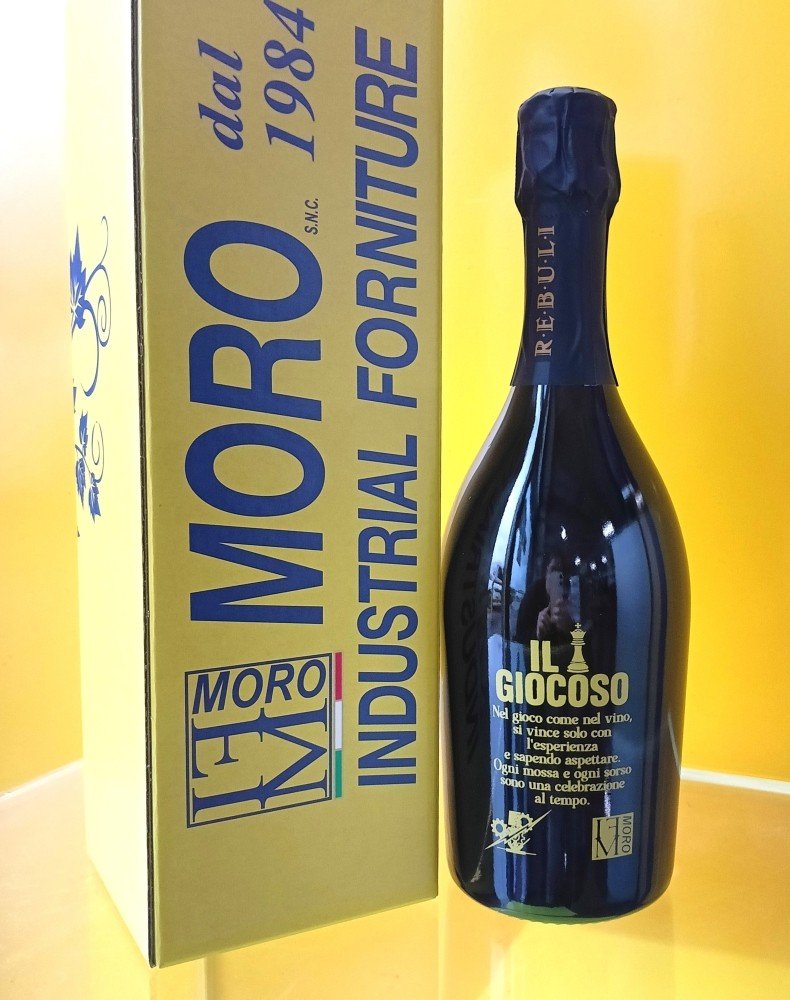 dal
1984
MORO S.N.C.
INDUSTRIAL FORNITURE
MORO
R·E·B·U·L·I
IL
GIOCOSO
Nel gioco come nel vino,
si vince solo con
l'esperienza
e sapendo aspettare.
Ogni mossa e ogni sorso
sono una celebrazione
al tempo.
MORO